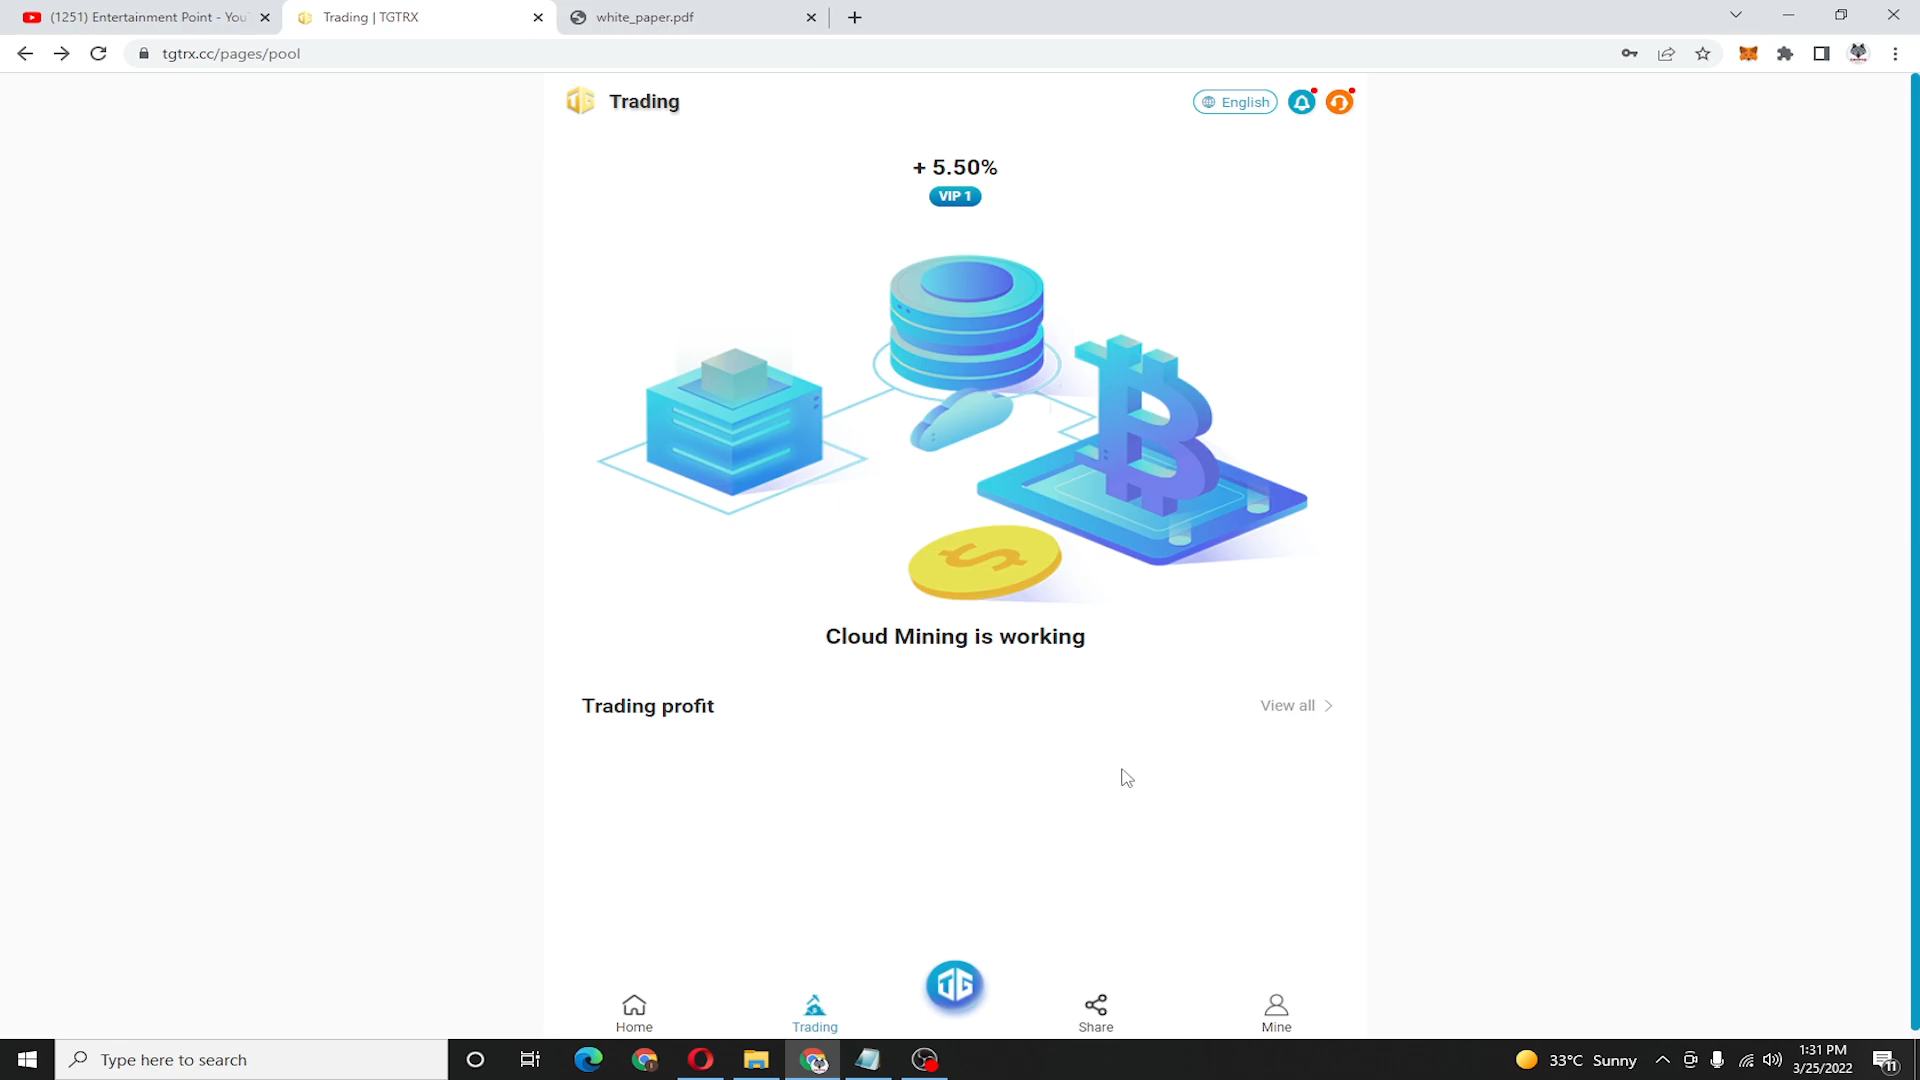 (1251) Entertainment Point - You
Trading | TGTRX
white_paper.pdf
tgtrx.cc/pages/pool
Trading
English
+ 5.50%
VIP 1
Cloud Mining is working
Trading profit
View all
Home
Trading
TG
Share
Mine
Type here to search
33°C Sunny
1:31 PM
3/25/2022
11